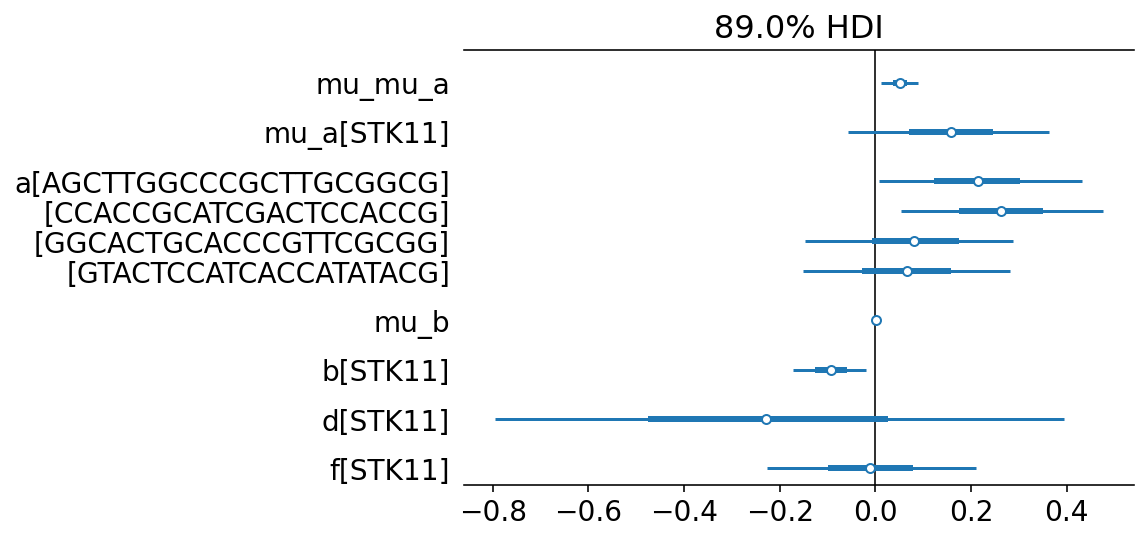 89.0% HDI
mu_mu_a
mu_a[STK11]
a[AGCTTGGCCCGCTTGCGGCG]
[CCACCGCATCGACTCCACCG]
[GGCACTGCACCCGTTCGCGG]
[GTACTCCATCACCATATACG]
mu_b
b[STK11]
d[STK11]
f[STK11]
−0.8 −0.6 −0.4 −0.2 0.0 0.2 0.4